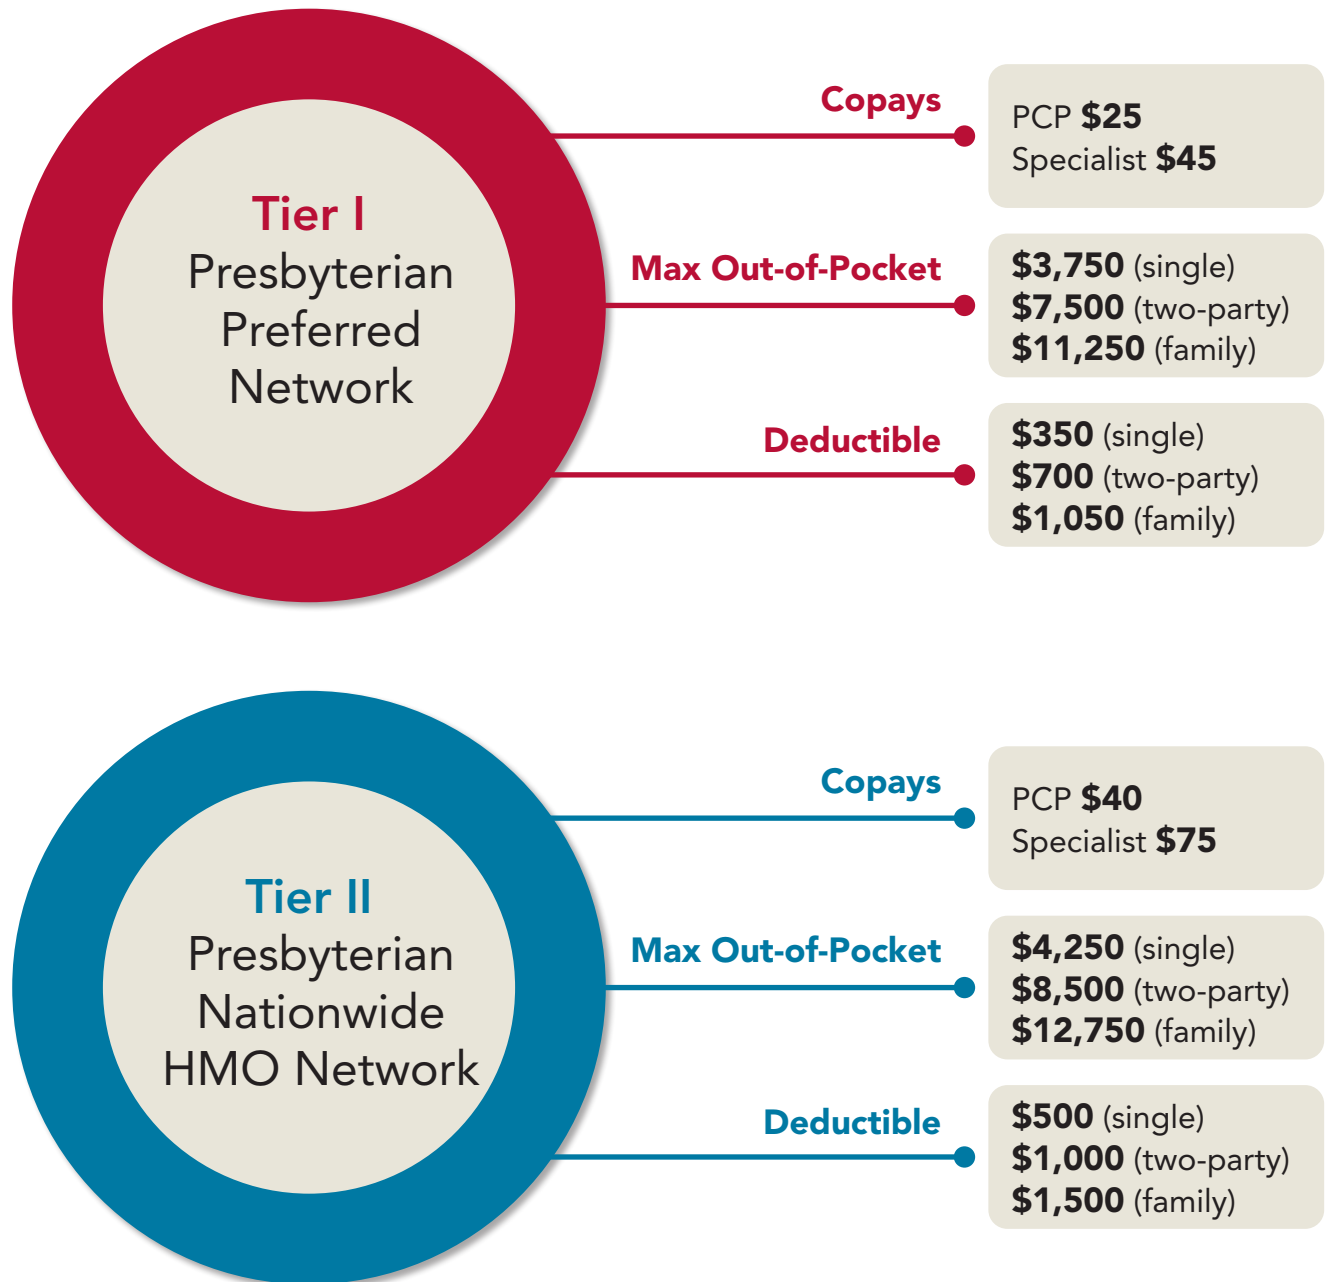 Tier I
Presbyterian
Preferred
Network
Copays
PCP $25
Specialist $45
Max Out-of-Pocket
$3,750 (single)
$7,500 (two-party)
$11,250 (family)
Deductible
$350 (single)
$700 (two-party)
$1,050 (family)
Tier II
Presbyterian
Nationwide
HMO Network
Copays
PCP $40
Specialist $75
Max Out-of-Pocket
$4,250 (single)
$8,500 (two-party)
$12,750 (family)
Deductible
$500 (single)
$1,000 (two-party)
$1,500 (family)